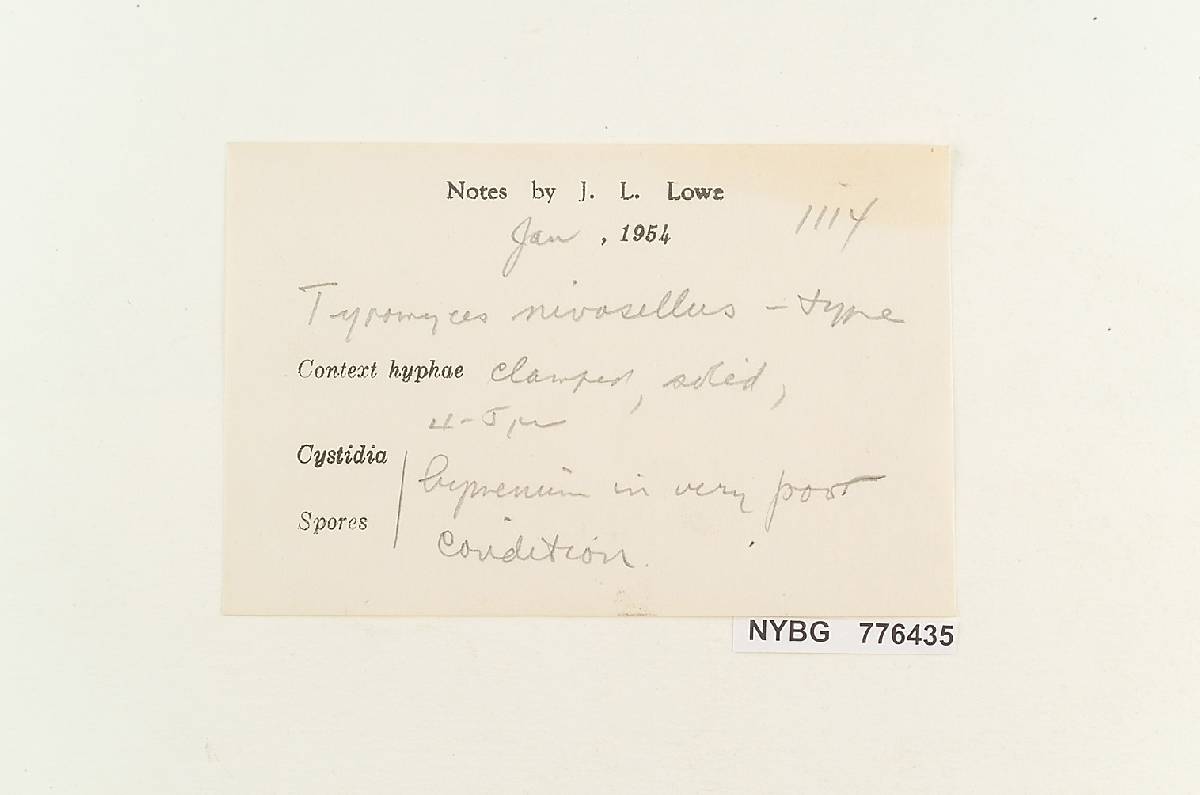 Notes by J. L. Lowe
1114
Jan , 1954
Tyromyces nivosellus - type
Context hyphae clamped, solid,
4-5 μ
Cystidia
hymenium in very poor
Spores
condition.
NYBG 776435